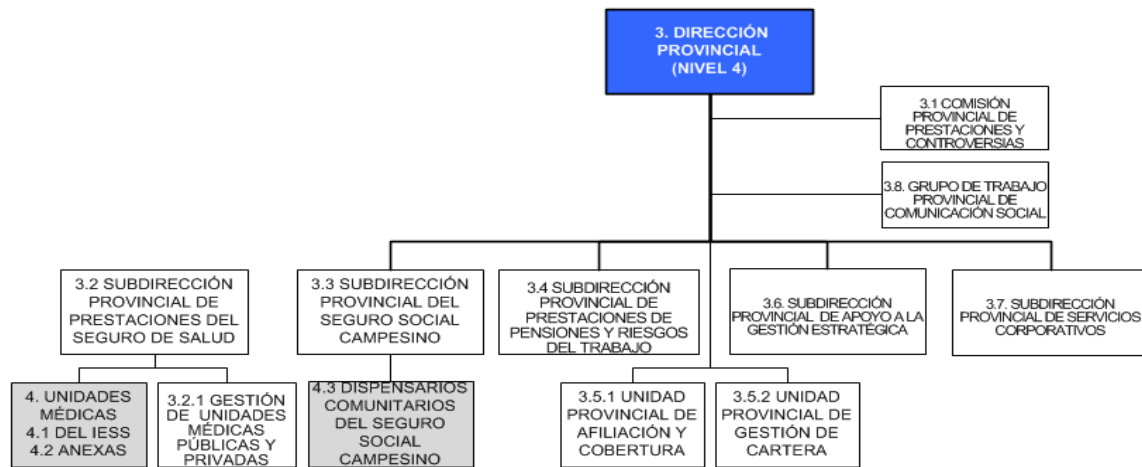 3. DIRECCIÓN
PROVINCIAL
(NIVEL 4)
3.1 COMISIÓN
PROVINCIAL DE
PRESTACIONES Y
CONTROVERSIAS
3.8. GRUPO DE TRABAJO
PROVINCIAL DE
COMUNICACIÓN SOCIAL
3.2 SUBDIRECCIÓN
PROVINCIAL DE
PRESTACIONES DEL
SEGURO DE SALUD
3.3 SUBDIRECCIÓN
PROVINCIAL DEL
SEGURO SOCIAL
CAMPESINO
3.4 SUBDIRECCIÓN
PROVINCIAL DE
PRESTACIONES DE
PENSIONES Y RIESGOS
DEL TRABAJO
3.6. SUBDIRECCIÓN
PROVINCIAL DE APOYO A LA
GESTIÓN ESTRATÉGICA
3.7. SUBDIRECCIÓN
PROVINCIAL DE SERVICIOS
CORPORATIVOS
4. UNIDADES
MÉDICAS
4.1 DEL IESS
4.2 ANEXAS
3.2.1 GESTIÓN
DE UNIDADES
MÉDICAS
PÚBLICAS Y
PRIVADAS
4.3 DISPENSARIOS
COMUNITARIOS
DEL SEGURO
SOCIAL
CAMPESINO
3.5.1 UNIDAD
PROVINCIAL DE
AFILIACIÓN Y
COBERTURA
3.5.2 UNIDAD
PROVINCIAL DE
GESTIÓN DE
CARTERA